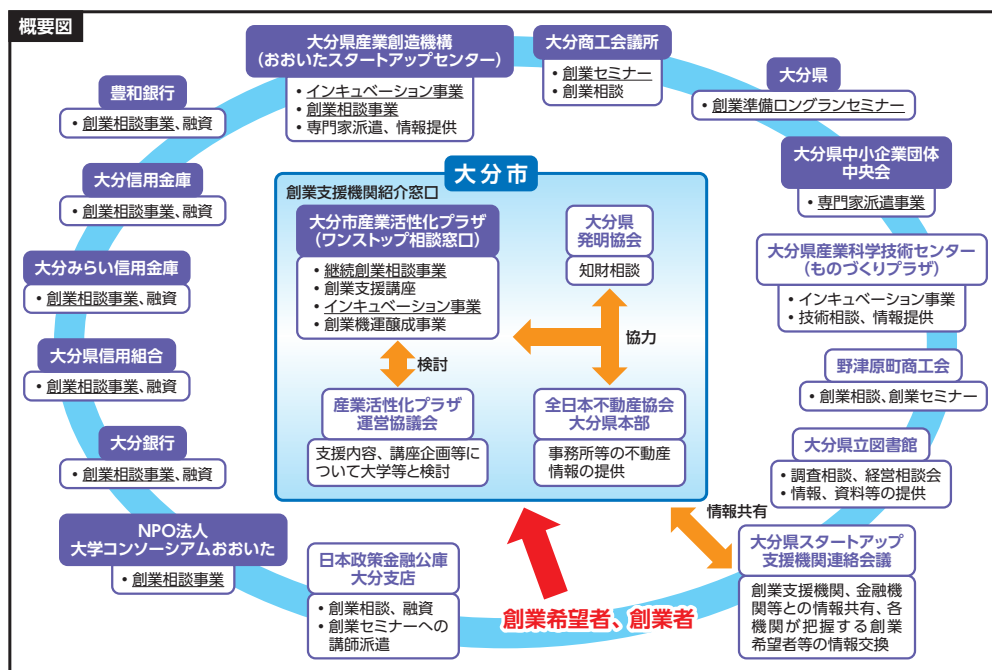 概要図
大分県産業創造機構
(おおいたスタートアップセンター)
• インキュベーション事業
• 創業相談事業
• 専門家派遣、情報提供
大分商工会議所
• 創業セミナー
• 創業相談
大分県
• 創業準備ロングランセミナー
豊和銀行
• 創業相談事業、融資
大分信用金庫
• 創業相談事業、融資
大分みらい信用金庫
• 創業相談事業、融資
大分県信用組合
• 創業相談事業、融資
大分銀行
• 創業相談事業、融資
NPO法人
大学コンソーシアムおおいた
• 創業相談事業
大分市
創業支援機関紹介窓口
大分市産業活性化プラザ
(ワンストップ相談窓口)
• 継続創業相談事業
• 創業支援講座
• インキュベーション事業
• 創業機運醸成事業
大分県
発明協会
知財相談
協力
検討
産業活性化プラザ
運営協議会
支援内容、講座企画等に
ついて大学等と検討
全日本不動産協会
大分県本部
事務所等の不動産
情報の提供
大分県中小企業団体
中央会
• 専門家派遣事業
大分県産業科学技術センター
(ものづくりプラザ)
• インキュベーション事業
• 技術相談、情報提供
野津原町商工会
• 創業相談、創業セミナー
大分県立図書館
• 調査相談、経営相談会
• 情報、資料等の提供
情報共有
大分県スタートアップ
支援機関連絡会議
創業支援機関、金融機
関等との情報共有、各
機関が把握する創業
希望者等の情報交換
日本政策金融公庫
大分支店
• 創業相談、融資
• 創業セミナーへの
講師派遣
創業希望者、創業者